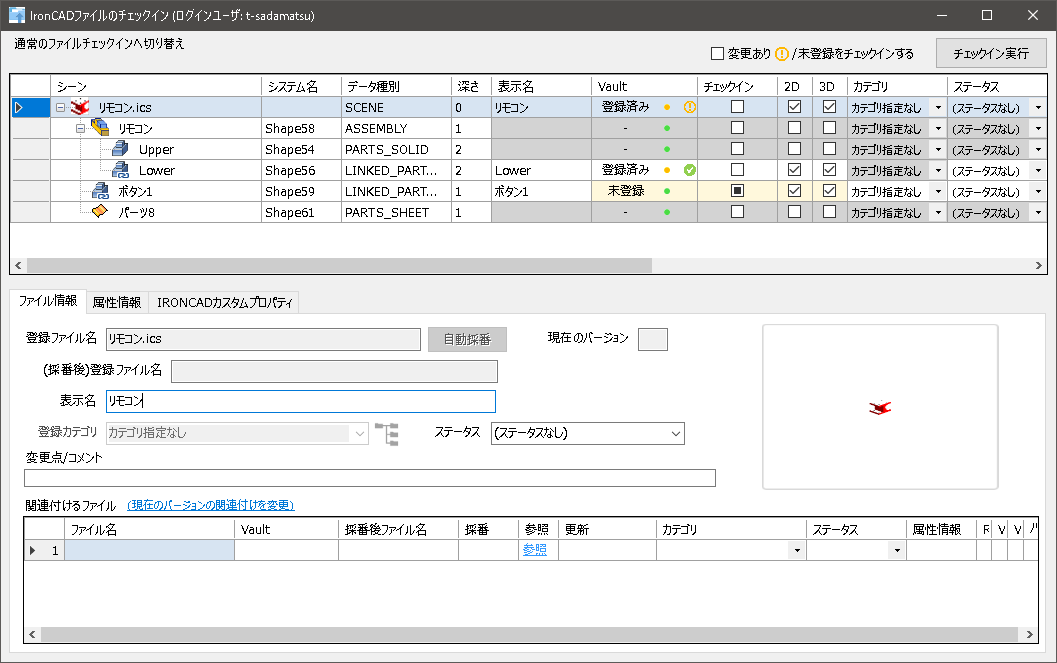 IronCADファイルのチェックイン (ログインユーザ: t-sadamatsu)
通常のファイルチェックインへ切り替え
変更あり /未登録をチェックインする チェックイン実行
シーン システム名 データ種別 深さ 表示名 Vault チェックイン 2D 3D カテゴリ ステータス
リモコン.ics SCENE 0 リモコン 登録済み カテゴリ指定なし (ステータスなし)
リモコン Shape58 ASSEMBLY 1 - カテゴリ指定なし (ステータスなし)
Upper Shape54 PARTS_SOLID 2 - カテゴリ指定なし (ステータスなし)
Lower Shape56 LINKED_PART... 2 Lower 登録済み カテゴリ指定なし (ステータスなし)
ボタン1 Shape59 LINKED_PART... 1 ボタン1 未登録 カテゴリ指定なし (ステータスなし)
パーツ8 Shape61 PARTS_SHEET 1 - カテゴリ指定なし (ステータスなし)
ファイル情報 属性情報 IRONCADカスタムプロパティ
登録ファイル名 リモコン.ics 自動採番 現在のバージョン
(採番後)登録ファイル名
表示名 リモコン
登録カテゴリ カテゴリ指定なし ステータス (ステータスなし)
変更点/コメント
関連付けるファイル (現在のバージョンの関連付けを変更)
ファイル名 Vault 採番後ファイル名 採番 参照 更新 カテゴリ ステータス 属性情報 R V V
1 参照